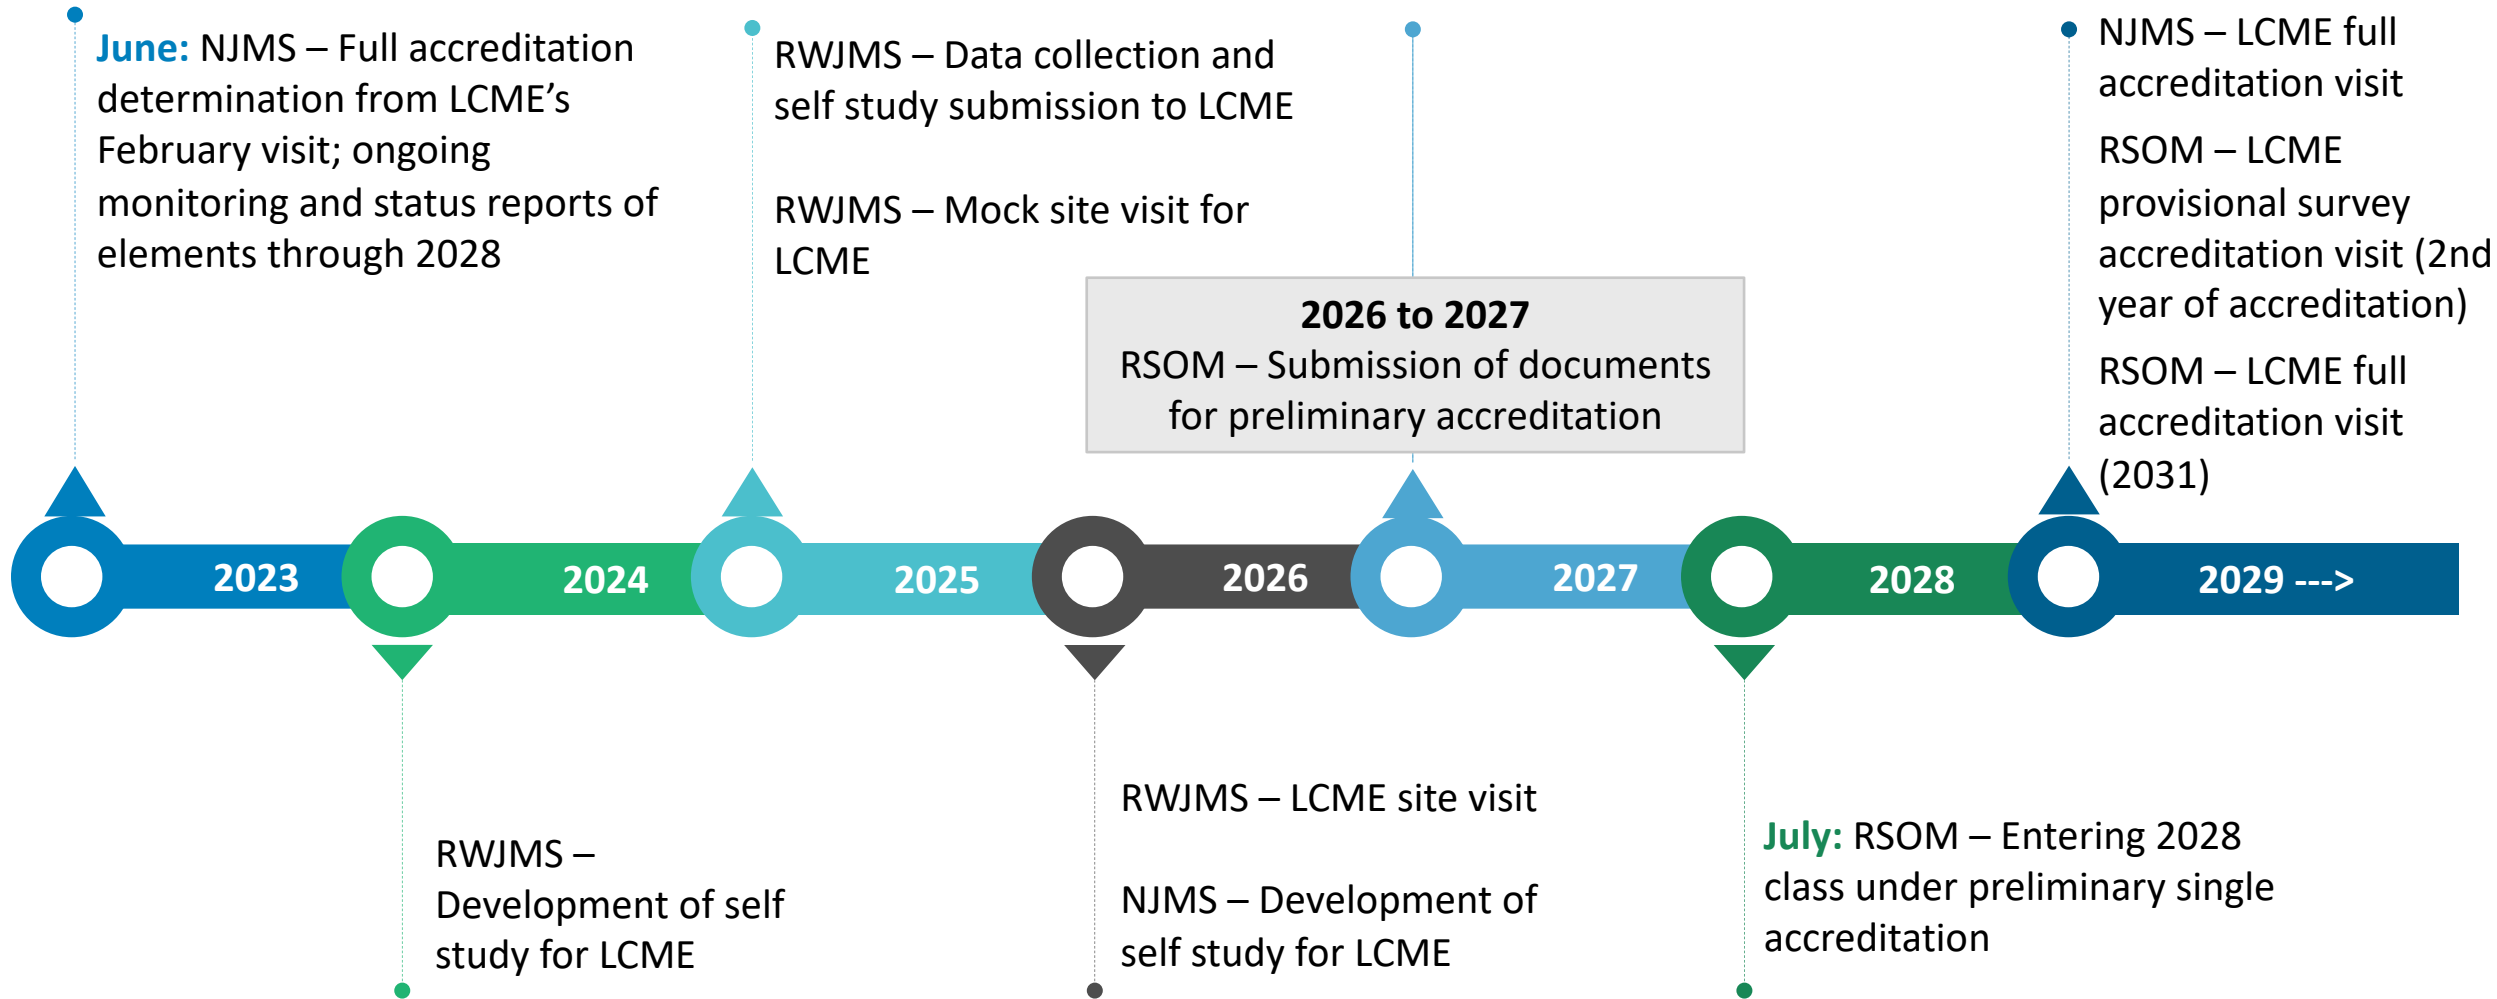 June: NJMS – Full accreditation
determination from LCME’s
February visit; ongoing
monitoring and status reports of
elements through 2028
RWJMS – Data collection and
self study submission to LCME
RWJMS – Mock site visit for
LCME
2026 to 2027
RSOM – Submission of documents
for preliminary accreditation
NJMS – LCME full
accreditation visit
RSOM – LCME
provisional survey
accreditation visit (2nd
year of accreditation)
RSOM – LCME full
accreditation visit
(2031)
2023
2024
2025
2026
2027
2028
2029 --->
RWJMS –
Development of self
study for LCME
RWJMS – LCME site visit
NJMS – Development of
self study for LCME
July: RSOM – Entering 2028
class under preliminary single
accreditation